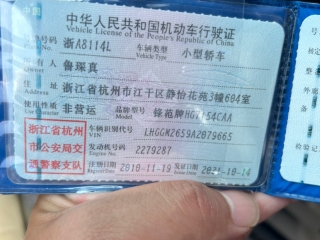 中华人民共和国机动车行驶证
Vehicle License of the People's Republic of China
号牌号码 浙A8114L 车辆类型 小型轿车
Vehicle Type
所有人 鲁瑛真
住址 浙江省杭州市江干区静怡花苑3幢604室
使用性质 非营运 品牌型号 锋范牌HG7154CAA
浙江省杭州市公安局交通警察支队
车辆识别代号 LHGGM2659A2079665
VIN
发动机号码 2279287
Engine No.
注册日期 2010-11-19 发证日期 2021-10-14